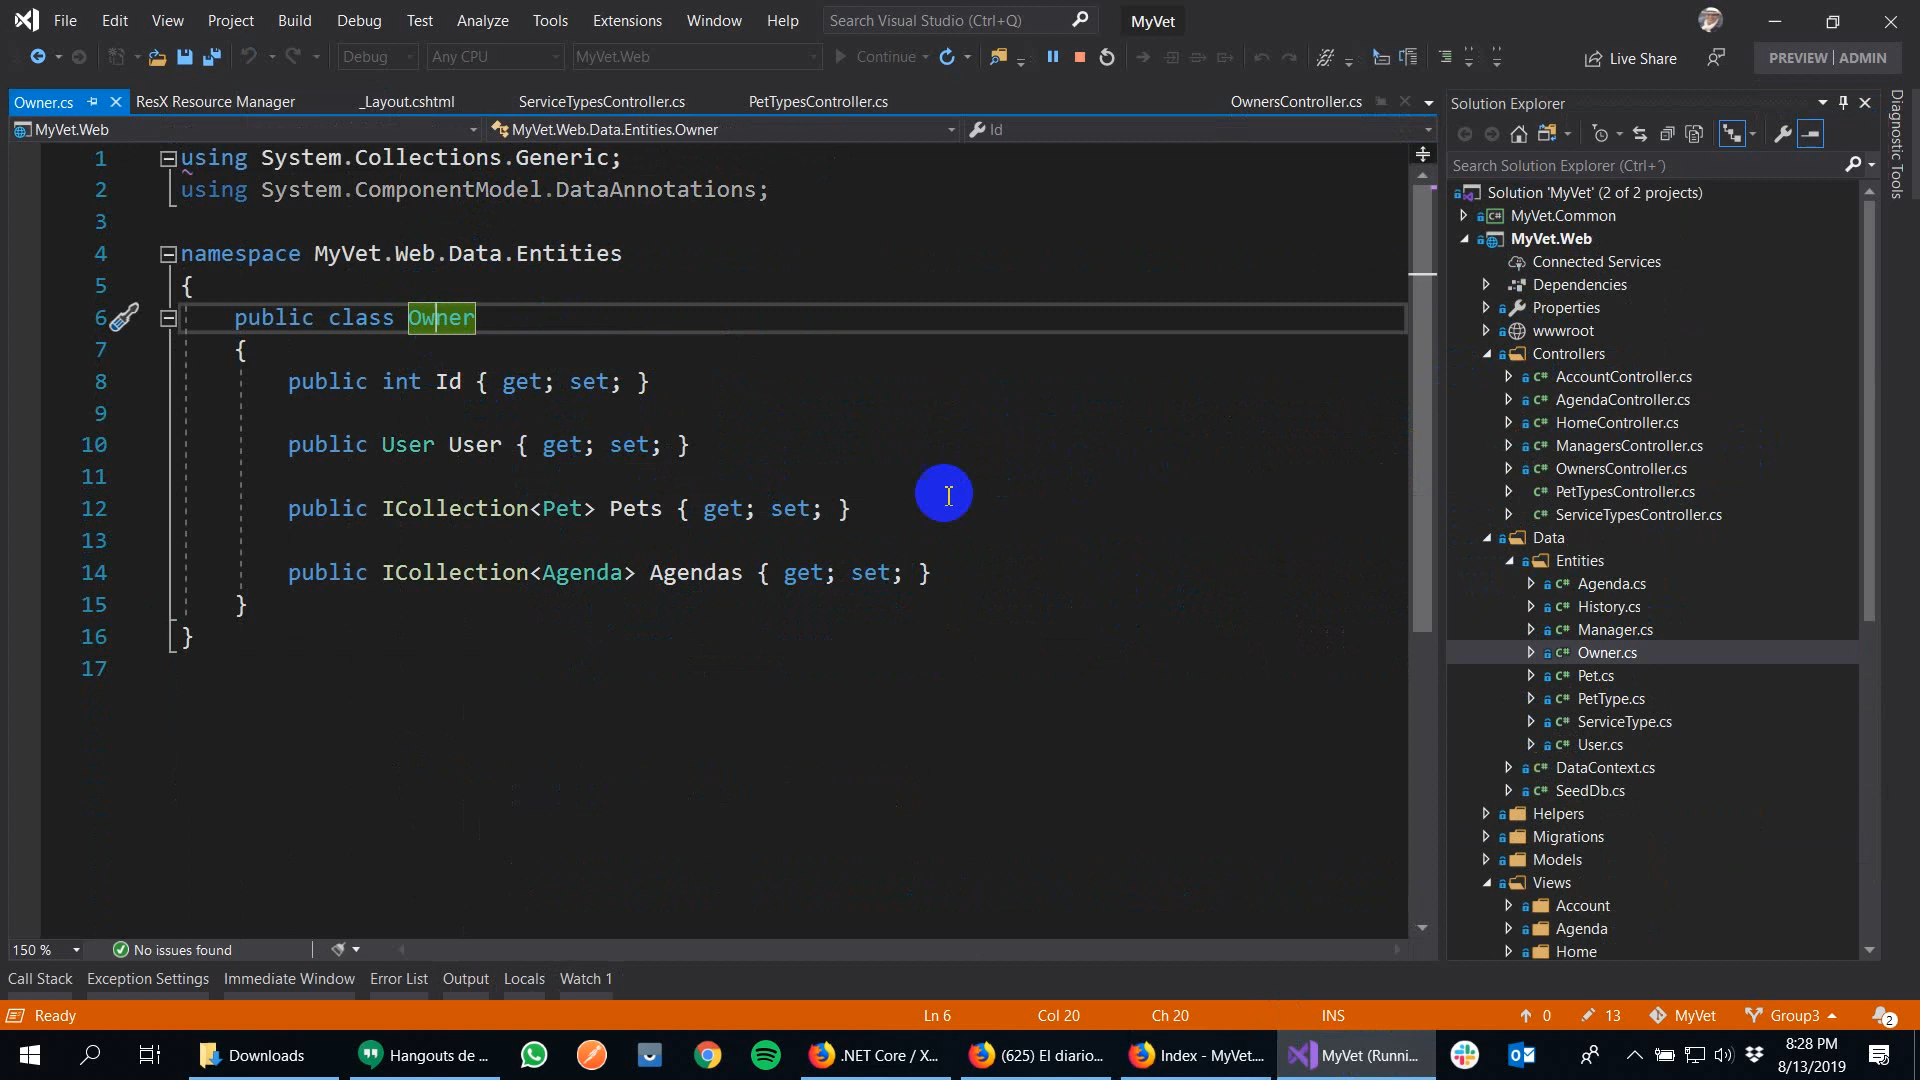 File Edit View Project Build Debug Test Analyze Tools Extensions Window Help Search Visual Studio (Ctrl+Q) MyVet
Debug Any CPU MyVet.Web Continue Live Share PREVIEW | ADMIN
Owner.cs ResX Resource Manager _Layout.cshtml ServiceTypesController.cs PetTypesController.cs OwnersController.cs
MyVet.Web MyVet.Web.Data.Entities.Owner Id
1 using System.Collections.Generic;
2 using System.ComponentModel.DataAnnotations;
3
4 namespace MyVet.Web.Data.Entities
5 {
6 public class Owner
7 {
8 public int Id { get; set; }
9
10 public User User { get; set; }
11
12 public ICollection<Pet> Pets { get; set; }
13
14 public ICollection<Agenda> Agendas { get; set; }
15 }
16 }
17
150 % No issues found
Solution Explorer
Search Solution Explorer (Ctrl+´)
Solution 'MyVet' (2 of 2 projects)
MyVet.Common
MyVet.Web
Connected Services
Dependencies
Properties
wwwroot
Controllers
C# AccountController.cs
C# AgendaController.cs
C# HomeController.cs
C# ManagersController.cs
C# OwnersController.cs
C# PetTypesController.cs
C# ServiceTypesController.cs
Data
Entities
C# Agenda.cs
C# History.cs
C# Manager.cs
C# Owner.cs
C# Pet.cs
C# PetType.cs
C# ServiceType.cs
C# User.cs
C# DataContext.cs
C# SeedDb.cs
Helpers
Migrations
Models
Views
Account
Agenda
Home
Diagnostic Tools
Call Stack Exception Settings Immediate Window Error List Output Locals Watch 1
Ready Ln 6 Col 20 Ch 20 INS 0 13 MyVet Group3 2
Downloads Hangouts de ... .NET Core / X... (625) El diario... Index - MyVet... MyVet (Runni... 8:28 PM
8/13/2019